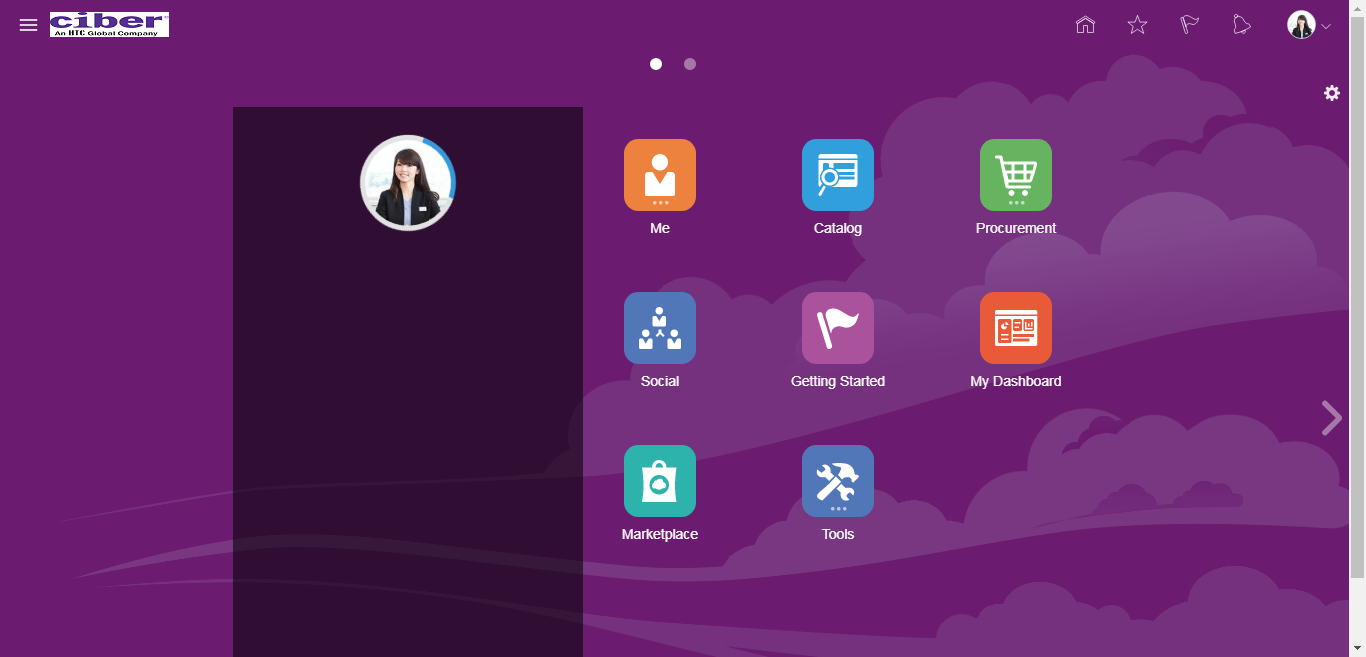 ciber
An HTC Global Company
Me
Catalog
Procurement
Social
Getting Started
My Dashboard
Marketplace
Tools